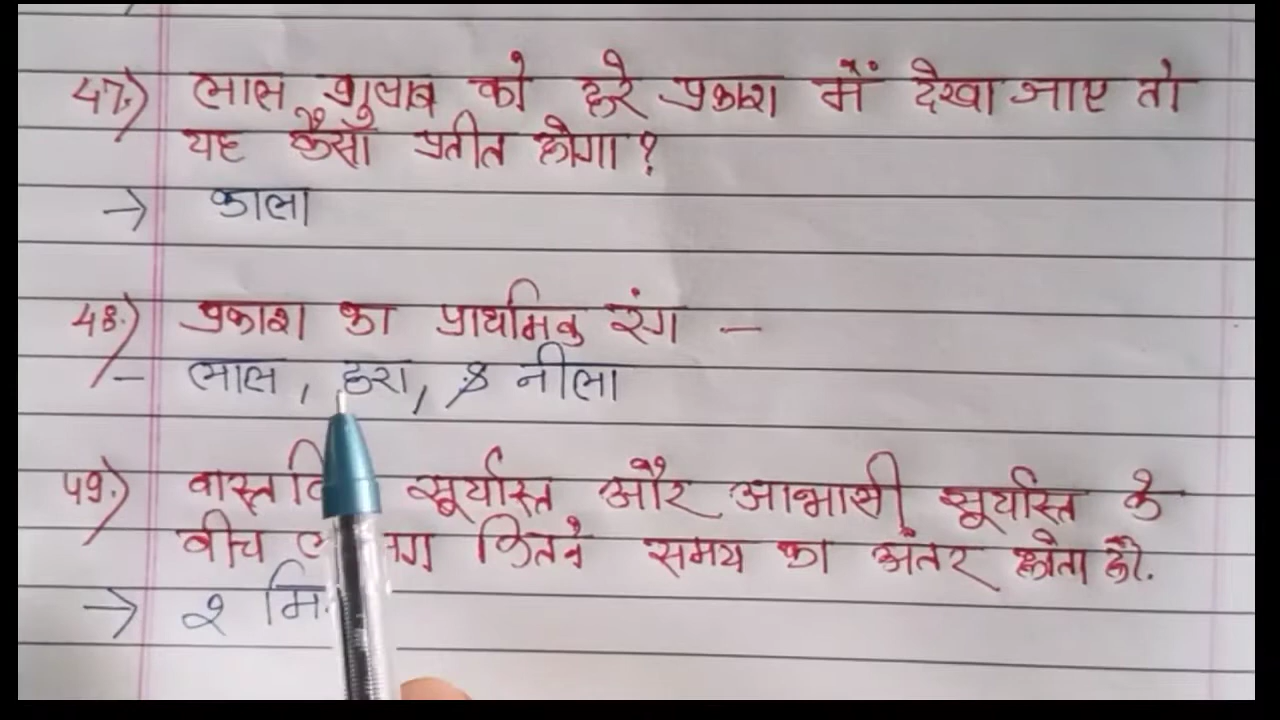 47.) लाल गुलाब को हरे प्रकाश में देखा जाए तो
यह कैसा प्रतीत होगा?
→ काला
48.) प्रकाश का प्राथमिक रंग —
– लाल, हरा, & नीला
49.) सूर्यास्त और आभासी सूर्यास्त के
बीच कितने समय का अंतर होता है.
→ २